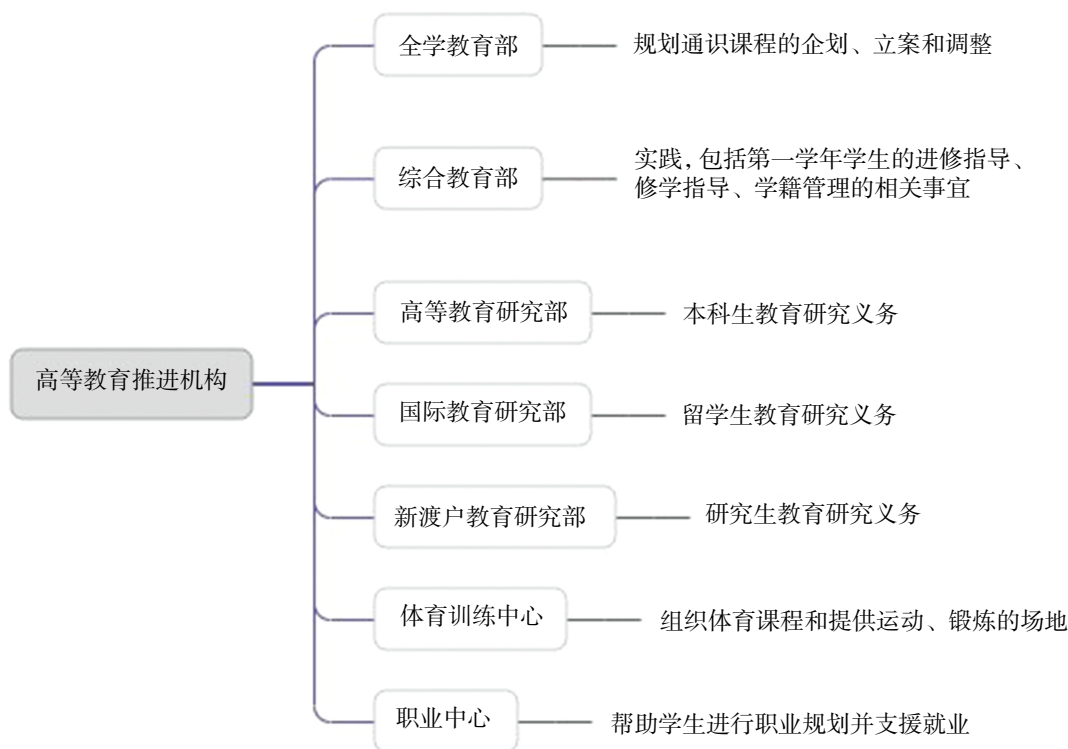 全学教育部
规划通识课程的企划、立案和调整
综合教育部
实践,包括第一学年学生的进修指导、
修学指导、学籍管理的相关事宜
高等教育研究部
本科生教育研究义务
高等教育推进机构
国际教育研究部
留学生教育研究义务
新渡户教育研究部
研究生教育研究义务
体育训练中心
组织体育课程和提供运动、锻炼的场地
职业中心
帮助学生进行职业规划并支援就业